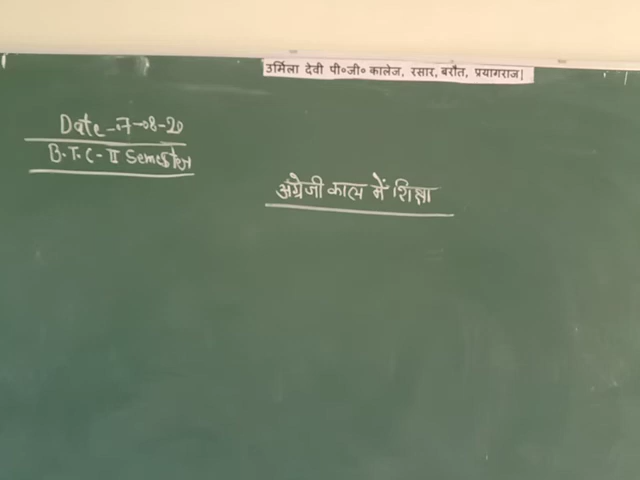 उर्मिला देवी पी०जी० कालेज, रसार, बरौत, प्रयागराज|
Date-7-08-20
B.T.C-II Semester
अंग्रेजी काल में शिक्षा